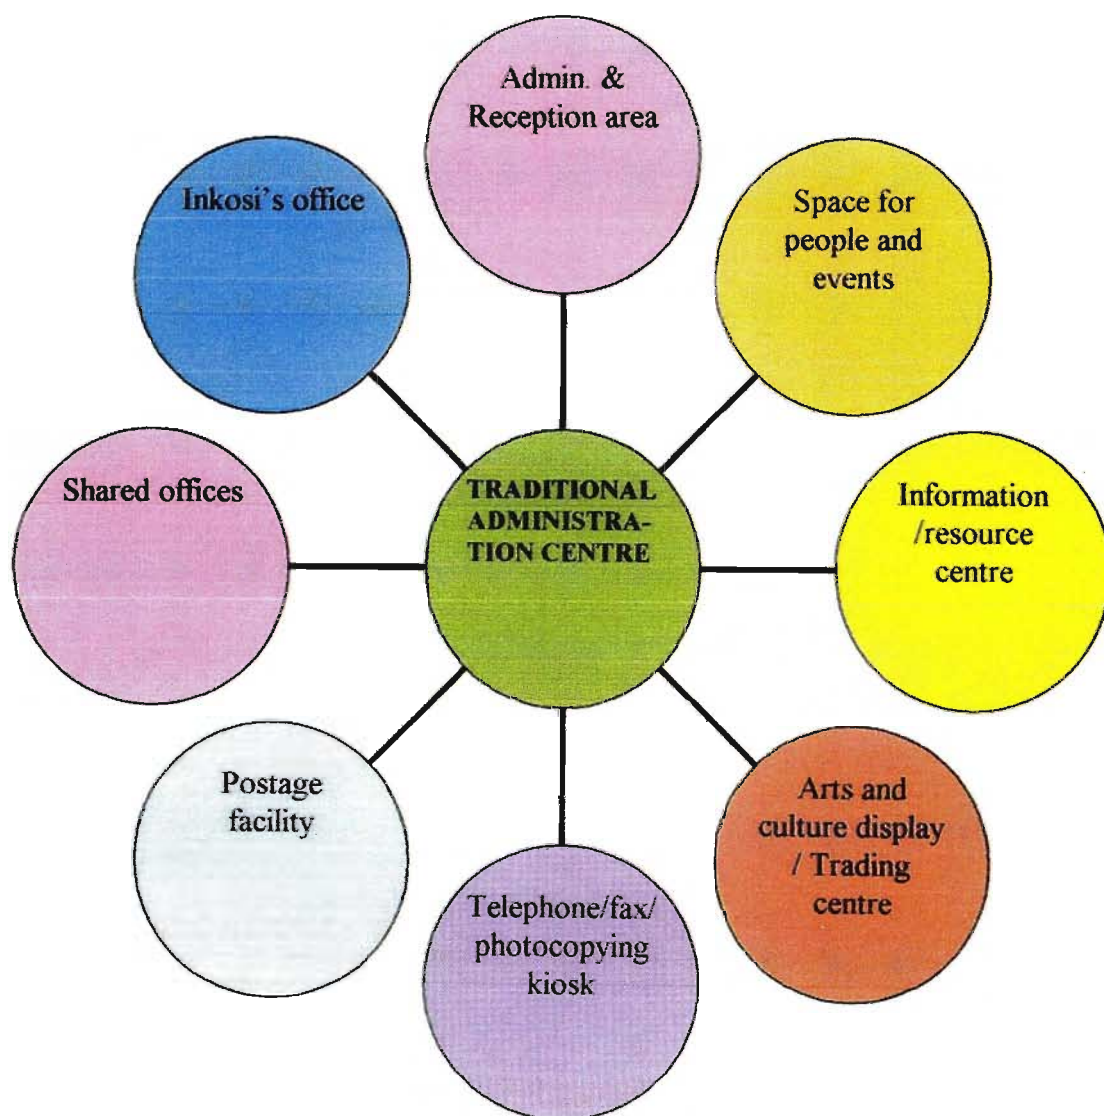 Admin. &
Reception area
Space for
people and
events
Information
/resource
centre
Arts and
culture display
/ Trading
centre
Telephone/fax/
photocopying
kiosk
Postage
facility
Shared offices
Inkosi's office
TRADITIONAL
ADMINISTRA-
TION CENTRE